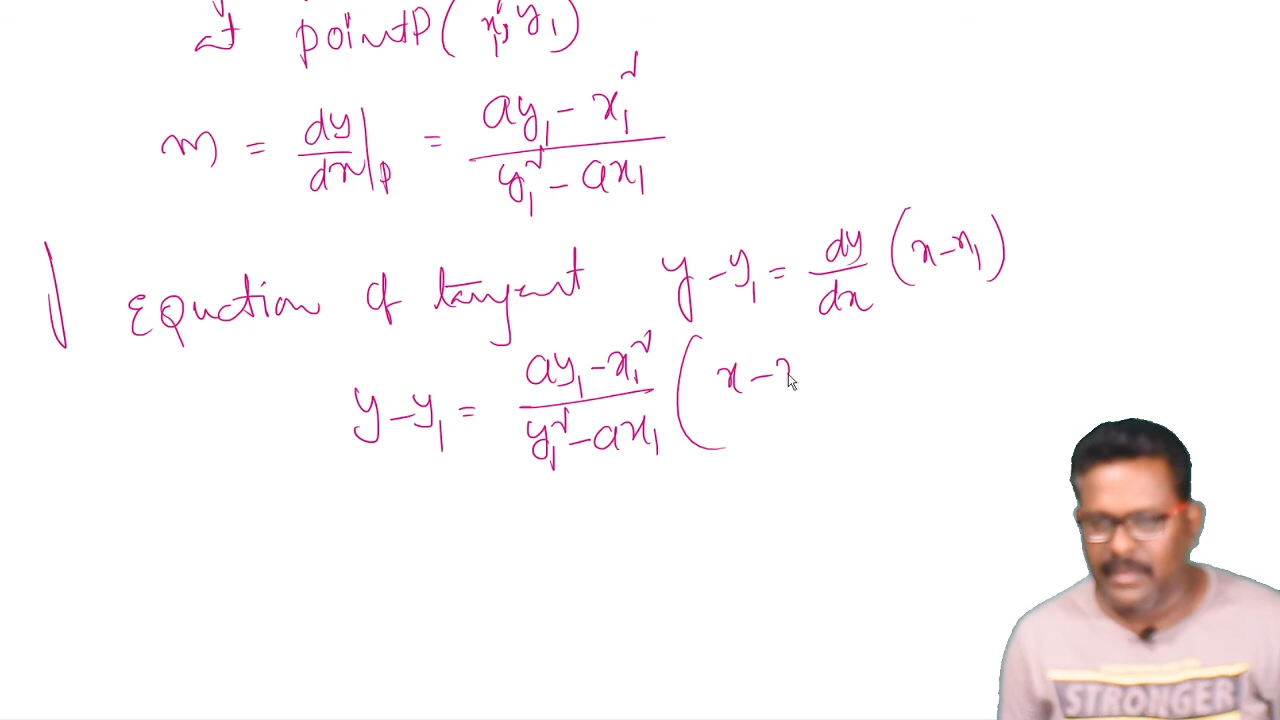 at point P(x₁, y₁)
m = dy/dx|ₚ = (ay₁ - x₁²)/(y₁² - ax₁)
Equation of tangent y - y₁ = dy/dx (x - x₁)
y - y₁ = (ay₁ - x₁²)/(y₁² - ax₁) (x -
STRONGER